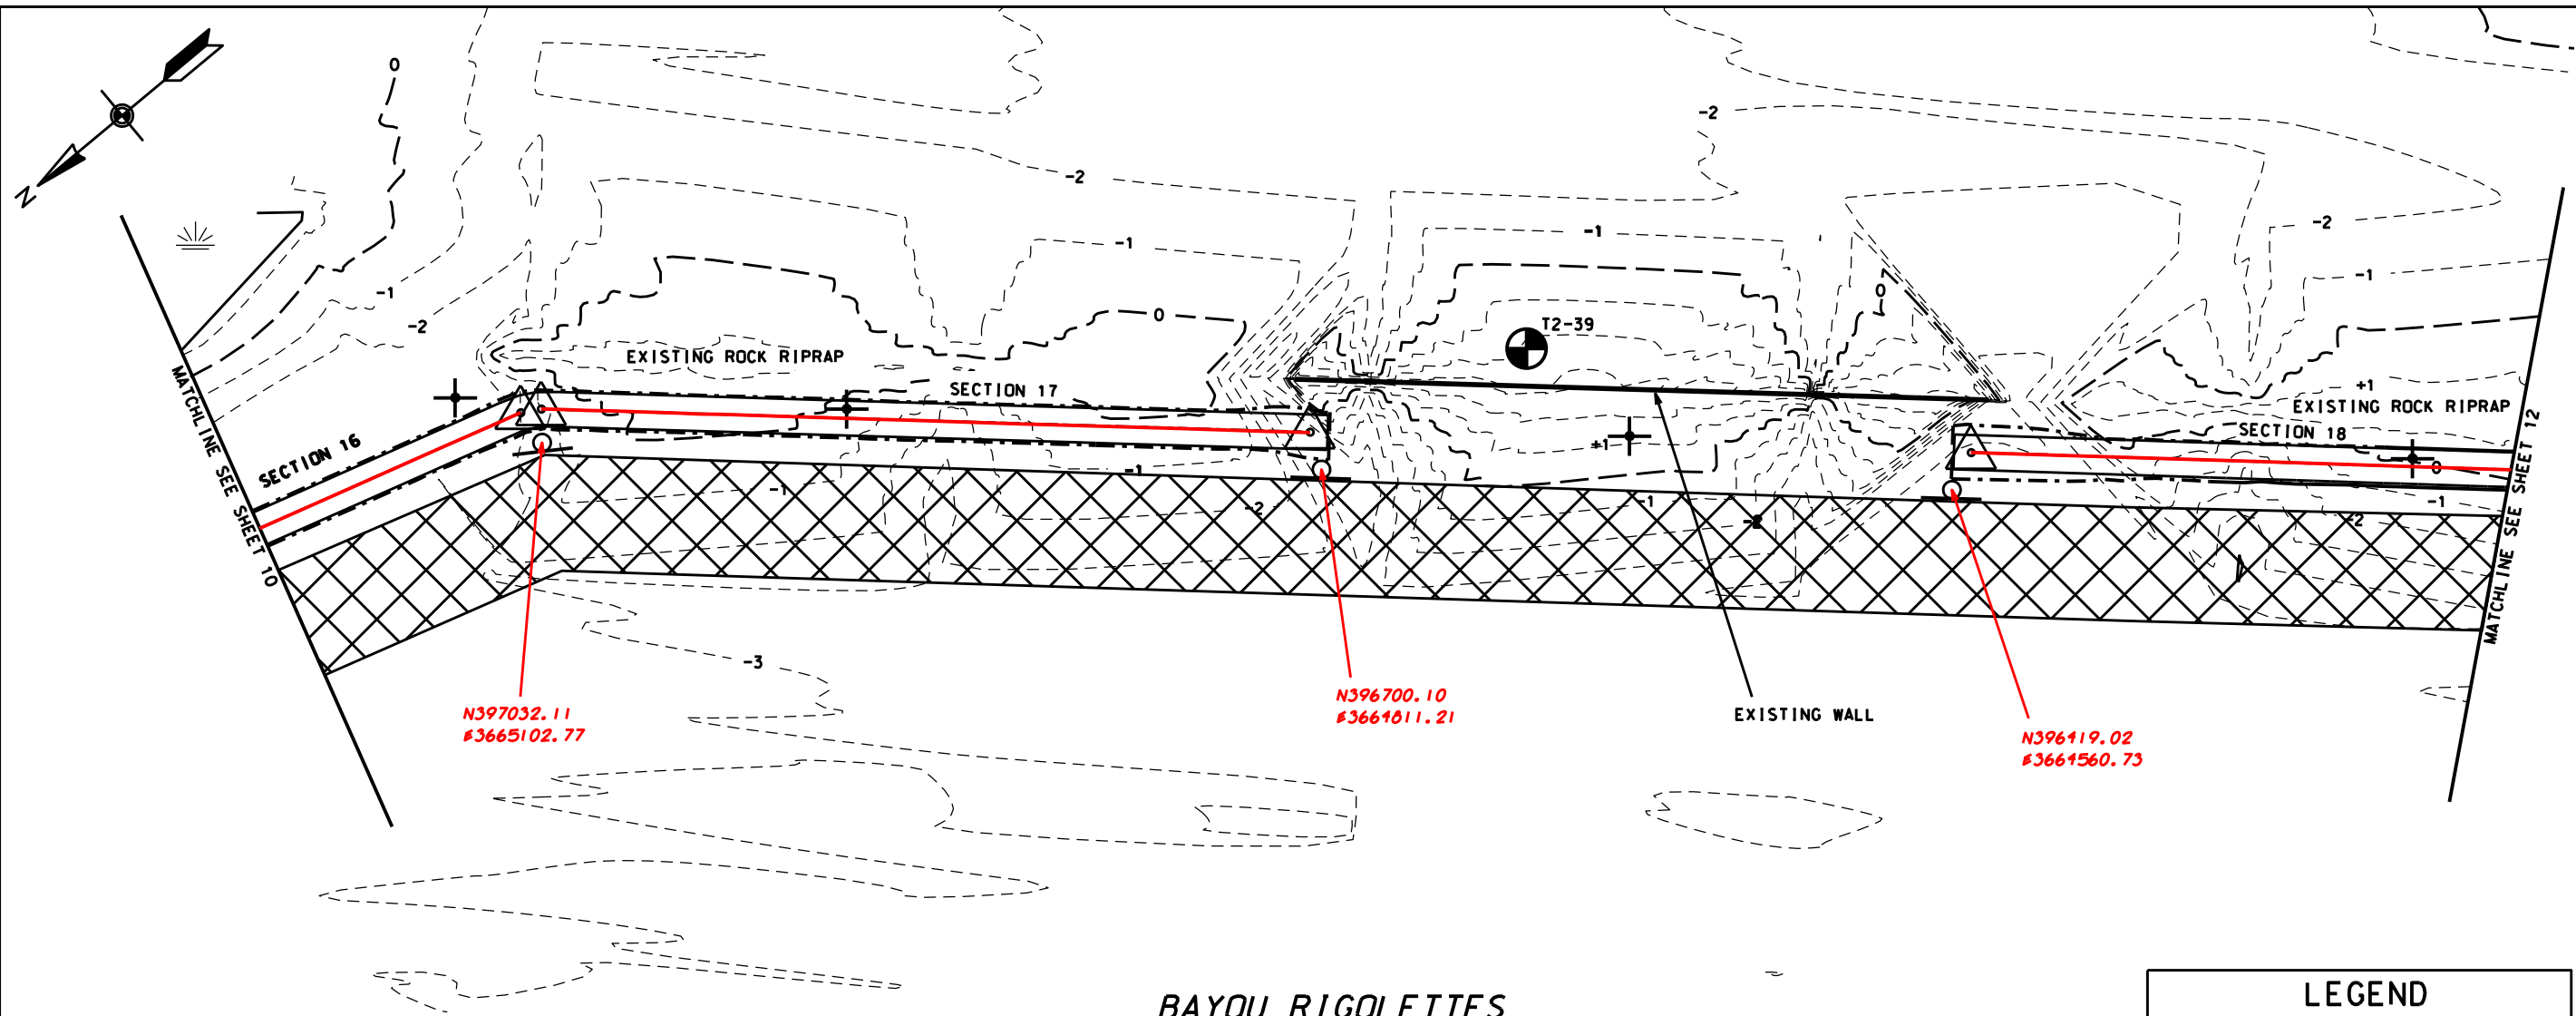 0
-2
-2
N
-1
-1
-2
-1
-1
0
0
-2
T2-39
EXISTING ROCK RIPRAP
SECTION 17
+1
EXISTING ROCK RIPRAP
SECTION 18
MATCHLINE SEE SHEET 10
SECTION 16
+1
-1
0
-1
-2
-1
-2
-1
-2
MATCHLINE SEE SHEET 12
-3
N396700.10
E3664811.21
N397032.11
E3665102.77
EXISTING WALL
N396419.02
E3664560.73
BAYOU RIGOLETTES
LEGEND